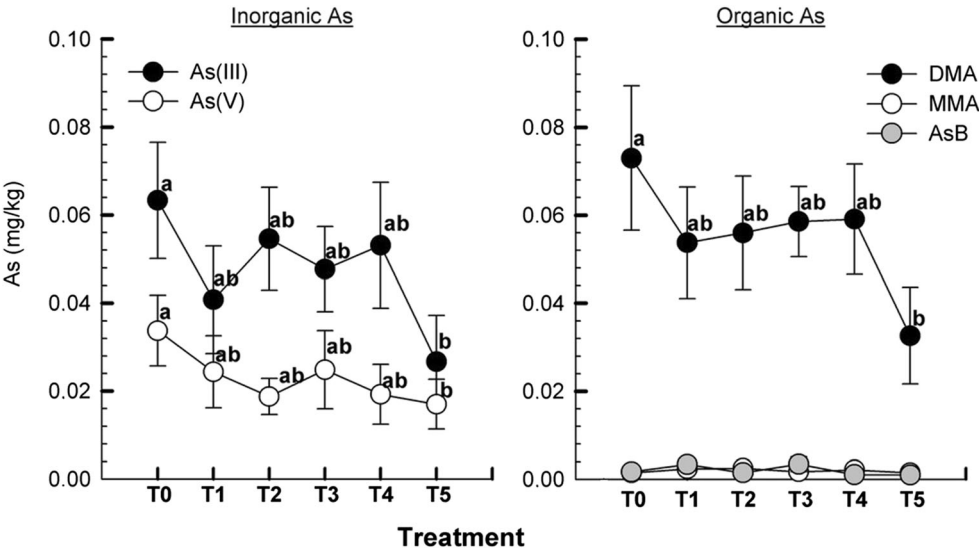 Inorganic As
Organic As
As (mg/kg)
0.10
0.08
0.06
0.04
0.02
0.00
As(III)
As(V)
a
ab
ab
ab
ab
b
a
ab
ab
ab
ab
b
T0 T1 T2 T3 T4 T5
0.10
0.08
0.06
0.04
0.02
0.00
DMA
MMA
AsB
a
ab
ab
ab
ab
b
T0 T1 T2 T3 T4 T5
Treatment